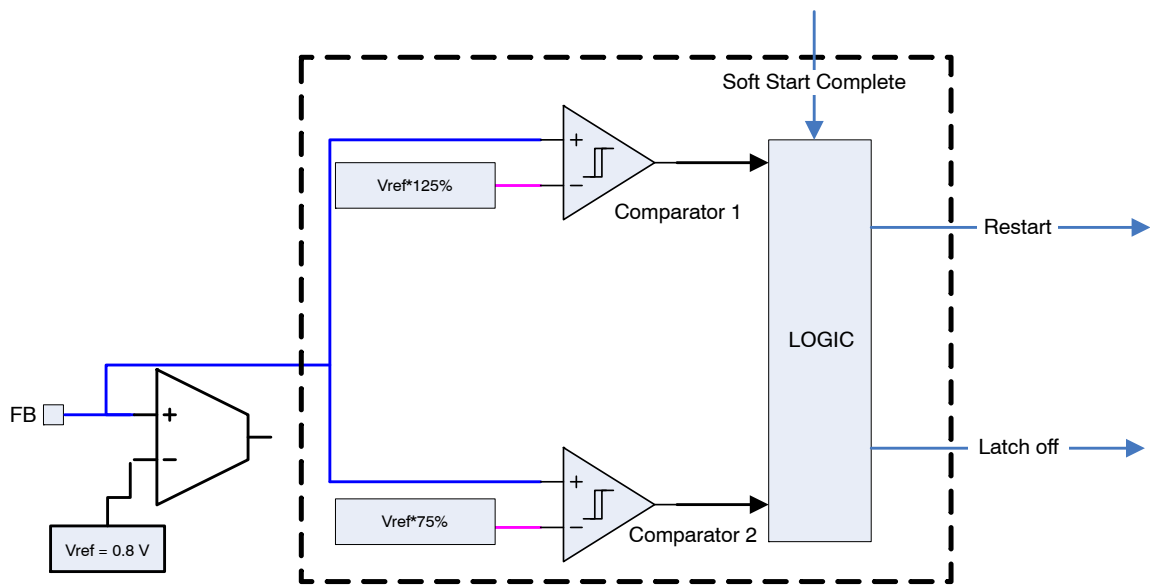 Soft Start Complete
+
Vref*125%
−
Comparator 1
Restart
LOGIC
FB
+
−
Latch off
+
Vref*75%
−
Comparator 2
Vref = 0.8 V